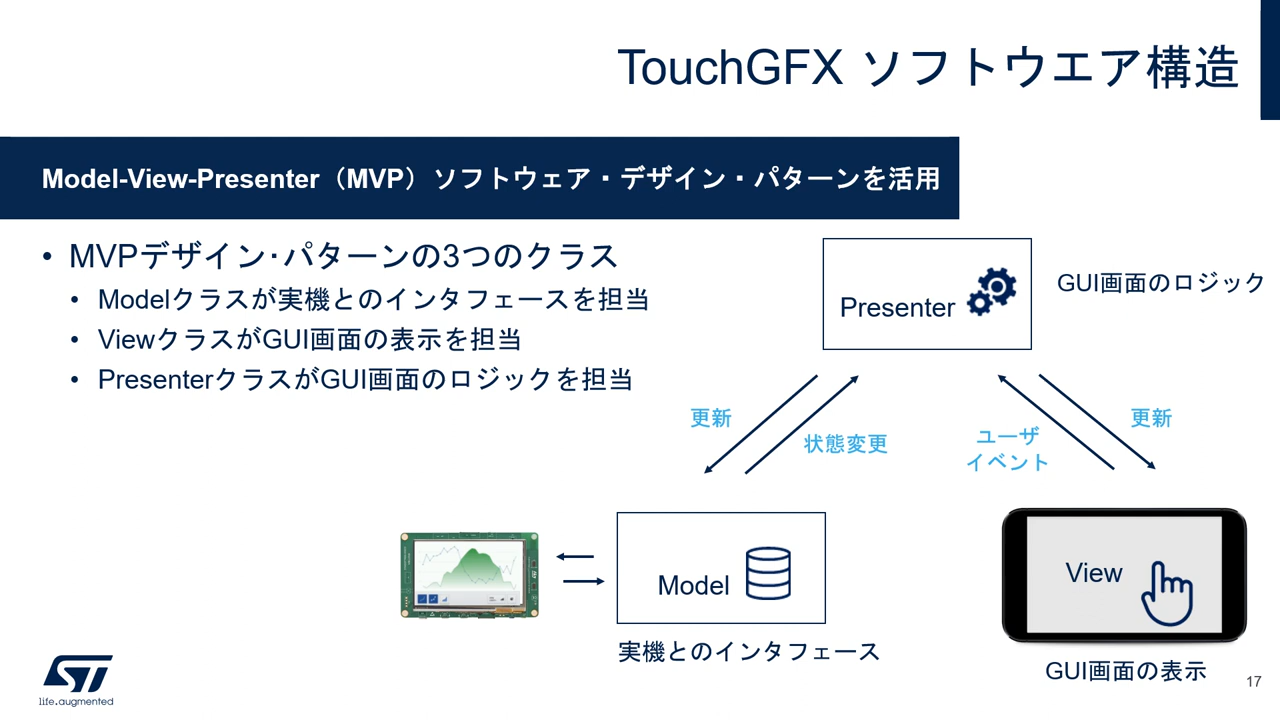 TouchGFX ソフトウエア構造
Model-View-Presenter（MVP）ソフトウェア・デザイン・パターンを活用
• MVPデザイン･パターンの3つのクラス
• Modelクラスが実機とのインタフェースを担当
• ViewクラスがGUI画面の表示を担当
• PresenterクラスがGUI画面のロジックを担当
Presenter
GUI画面のロジック
更新
状態変更
ユーザ
イベント
更新
Model
実機とのインタフェース
View
GUI画面の表示
ST
life.augmented
17